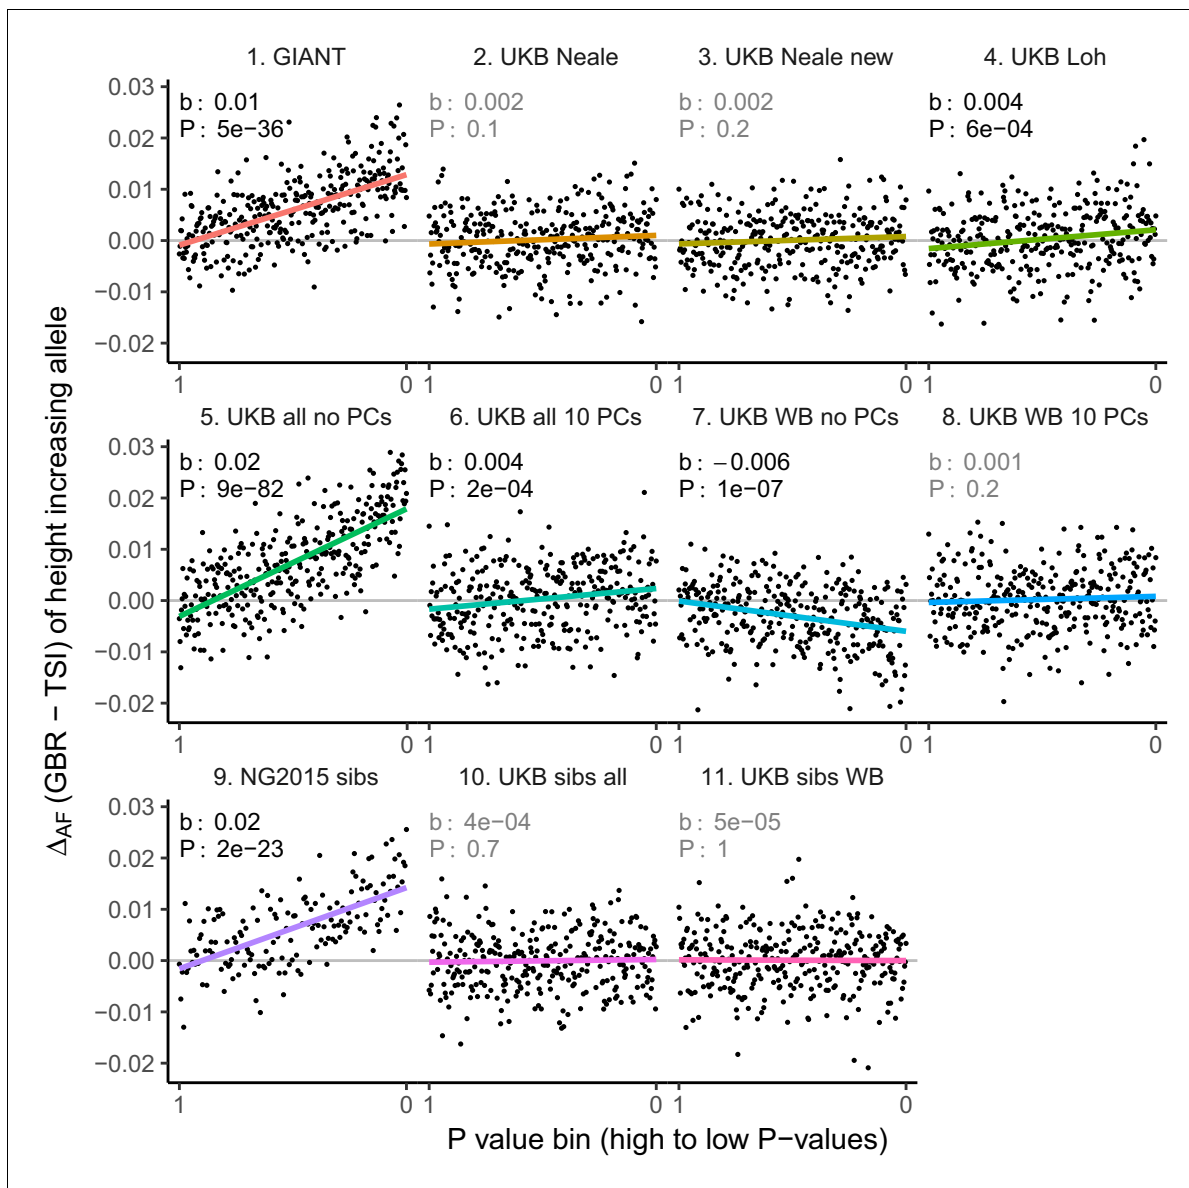 1. GIANT
2. UKB Neale
3. UKB Neale new
4. UKB Loh
b: 0.01
P: 5e−36
b: 0.002
P: 0.1
b: 0.002
P: 0.2
b: 0.004
P: 6e−04
0.03
0.02
0.01
0.00
−0.01
−0.02
1 0 1 0 1 0 1 0
5. UKB all no PCs
6. UKB all 10 PCs
7. UKB WB no PCs
8. UKB WB 10 PCs
b: 0.02
P: 9e−82
b: 0.004
P: 2e−04
b: −0.006
P: 1e−07
b: 0.001
P: 0.2
0.03
0.02
0.01
0.00
−0.01
−0.02
1 0 1 0 1 0 1 0
9. NG2015 sibs
10. UKB sibs all
11. UKB sibs WB
b: 0.02
P: 2e−23
b: 4e−04
P: 0.7
b: 5e−05
P: 1
0.03
0.02
0.01
0.00
−0.01
−0.02
1 0 1 0 1 0
Δ_AF (GBR − TSI) of height increasing allele
P value bin (high to low P−values)